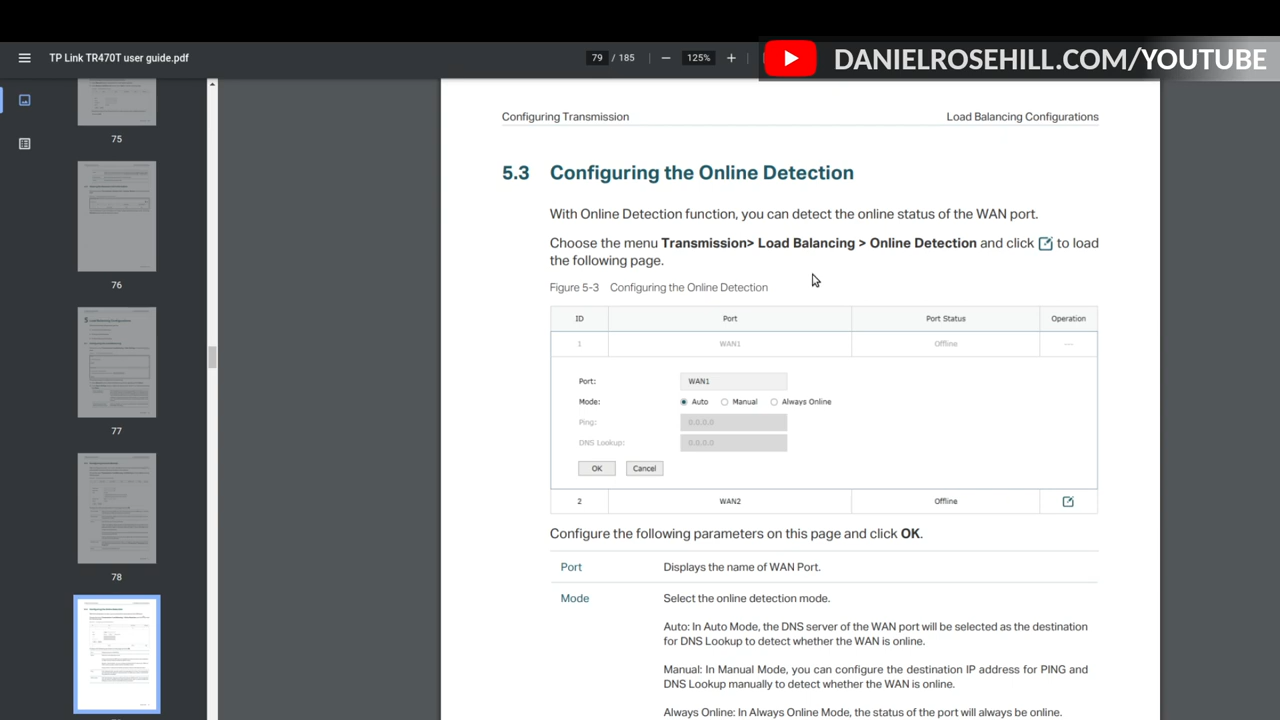 TP Link TR470T user guide.pdf
79 / 185
125%
DANIELROSEHILL.COM/YOUTUBE
75
76
77
78
Configuring Transmission
Load Balancing Configurations
5.3 Configuring the Online Detection
With Online Detection function, you can detect the online status of the WAN port.
Choose the menu Transmission> Load Balancing > Online Detection and click to load
the following page.
Figure 5-3 Configuring the Online Detection
ID Port Port Status Operation
1 WAN1 Offline ---
Port: WAN1
Mode: Auto Manual Always Online
Ping: 0.0.0.0
DNS Lookup: 0.0.0.0
OK Cancel
2 WAN2 Offline
Configure the following parameters on this page and click OK.
Port Displays the name of WAN Port.
Mode Select the online detection mode.
Auto: In Auto Mode, the DNS server of the WAN port will be selected as the destination
for DNS Lookup to detect whether the WAN is online.
Manual: In Manual Mode, you can configure the destination IP address for PING and
DNS Lookup manually to detect whether the WAN is online.
Always Online: In Always Online Mode, the status of the port will always be online.